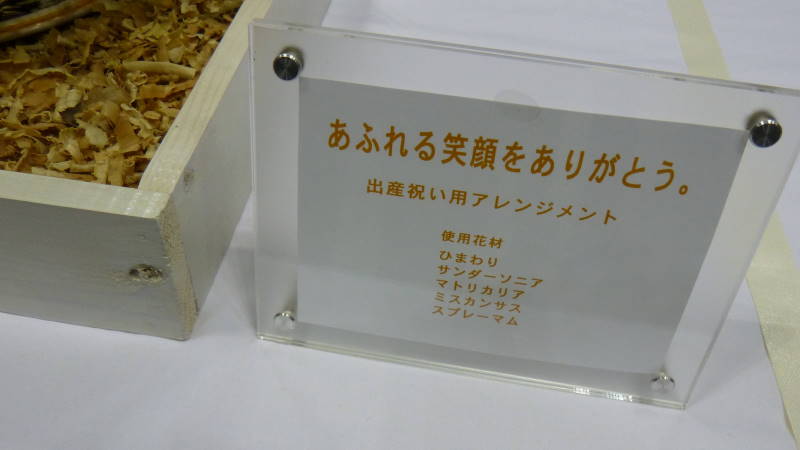 あふれる笑顔をありがとう。
出産祝い用アレンジメント
使用花材
ひまわり
サンダーソニア
マトリカリア
ミスカンサス
スプレーマム